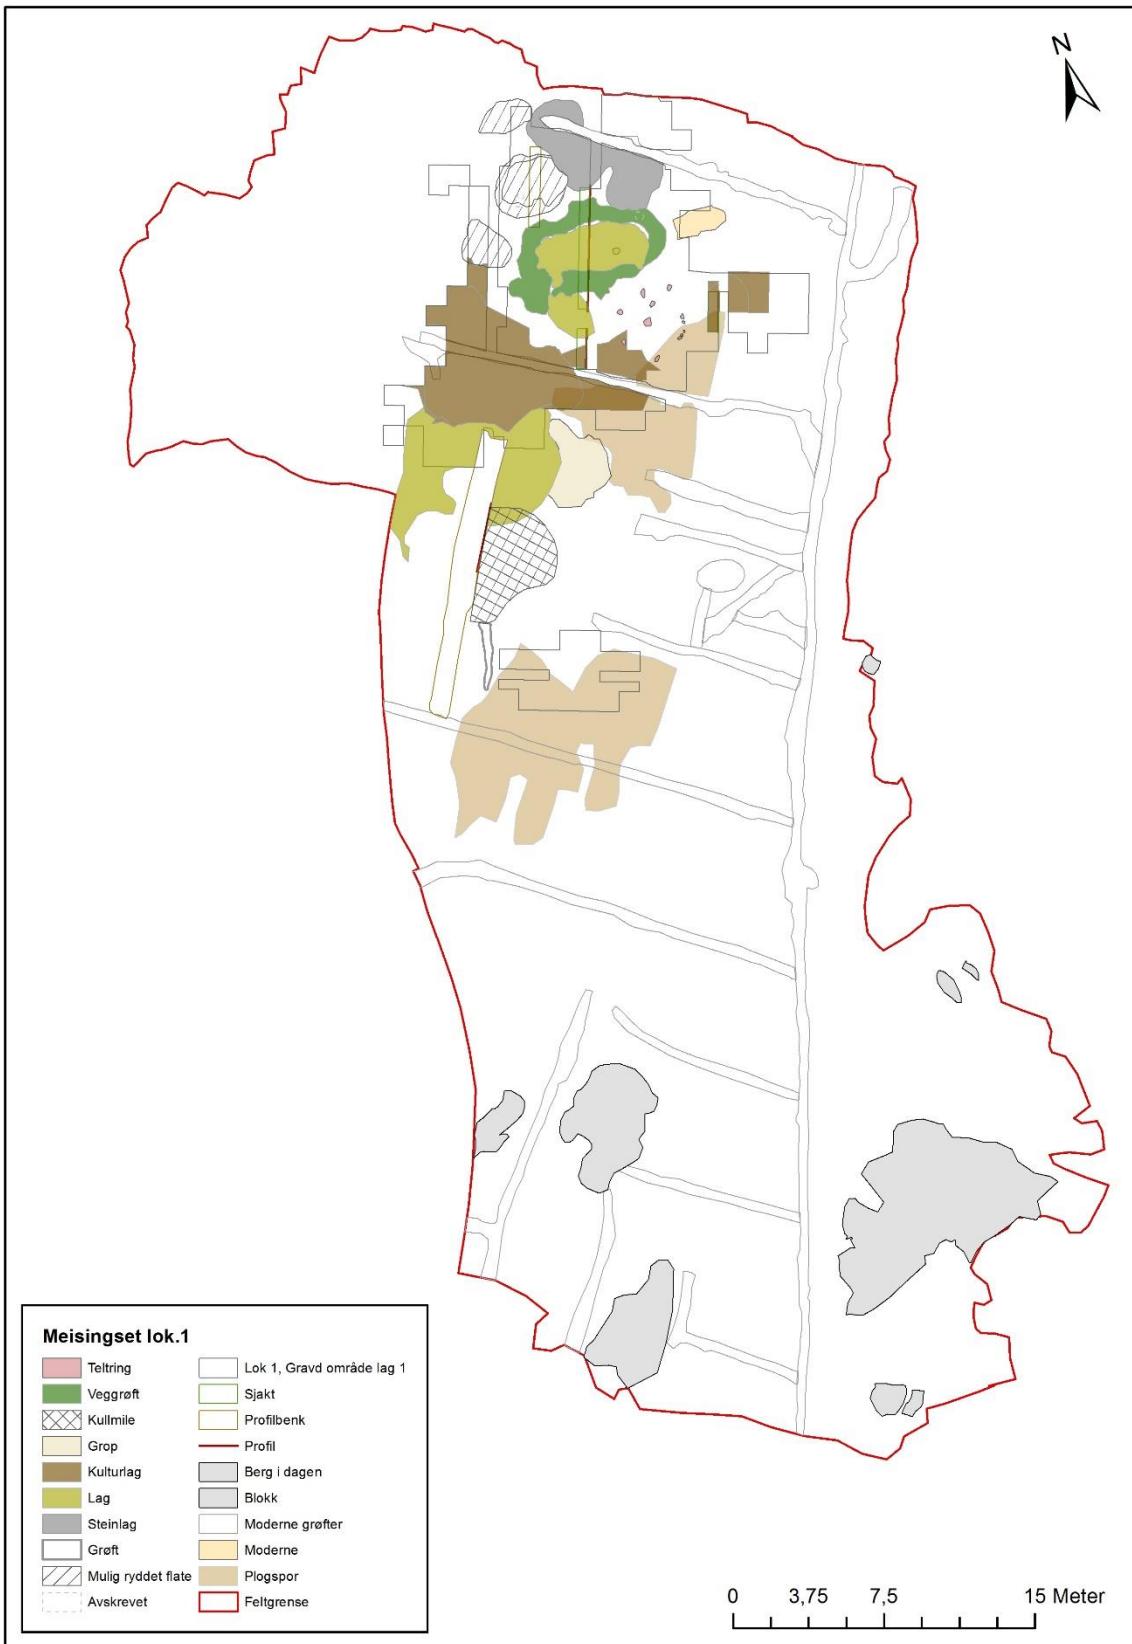 N
Meisingset lok.1
Teltring
Veggrøft
Kullmile
Grop
Kulturlag
Lag
Steinlag
Grøft
Mulig ryddet flate
Avskrevet
Lok 1, Gravd område lag 1
Sjakt
Profilbenk
Profil
Berg i dagen
Blokk
Moderne grøfter
Moderne
Plogspor
Feltgrense
0 3,75 7,5 15 Meter